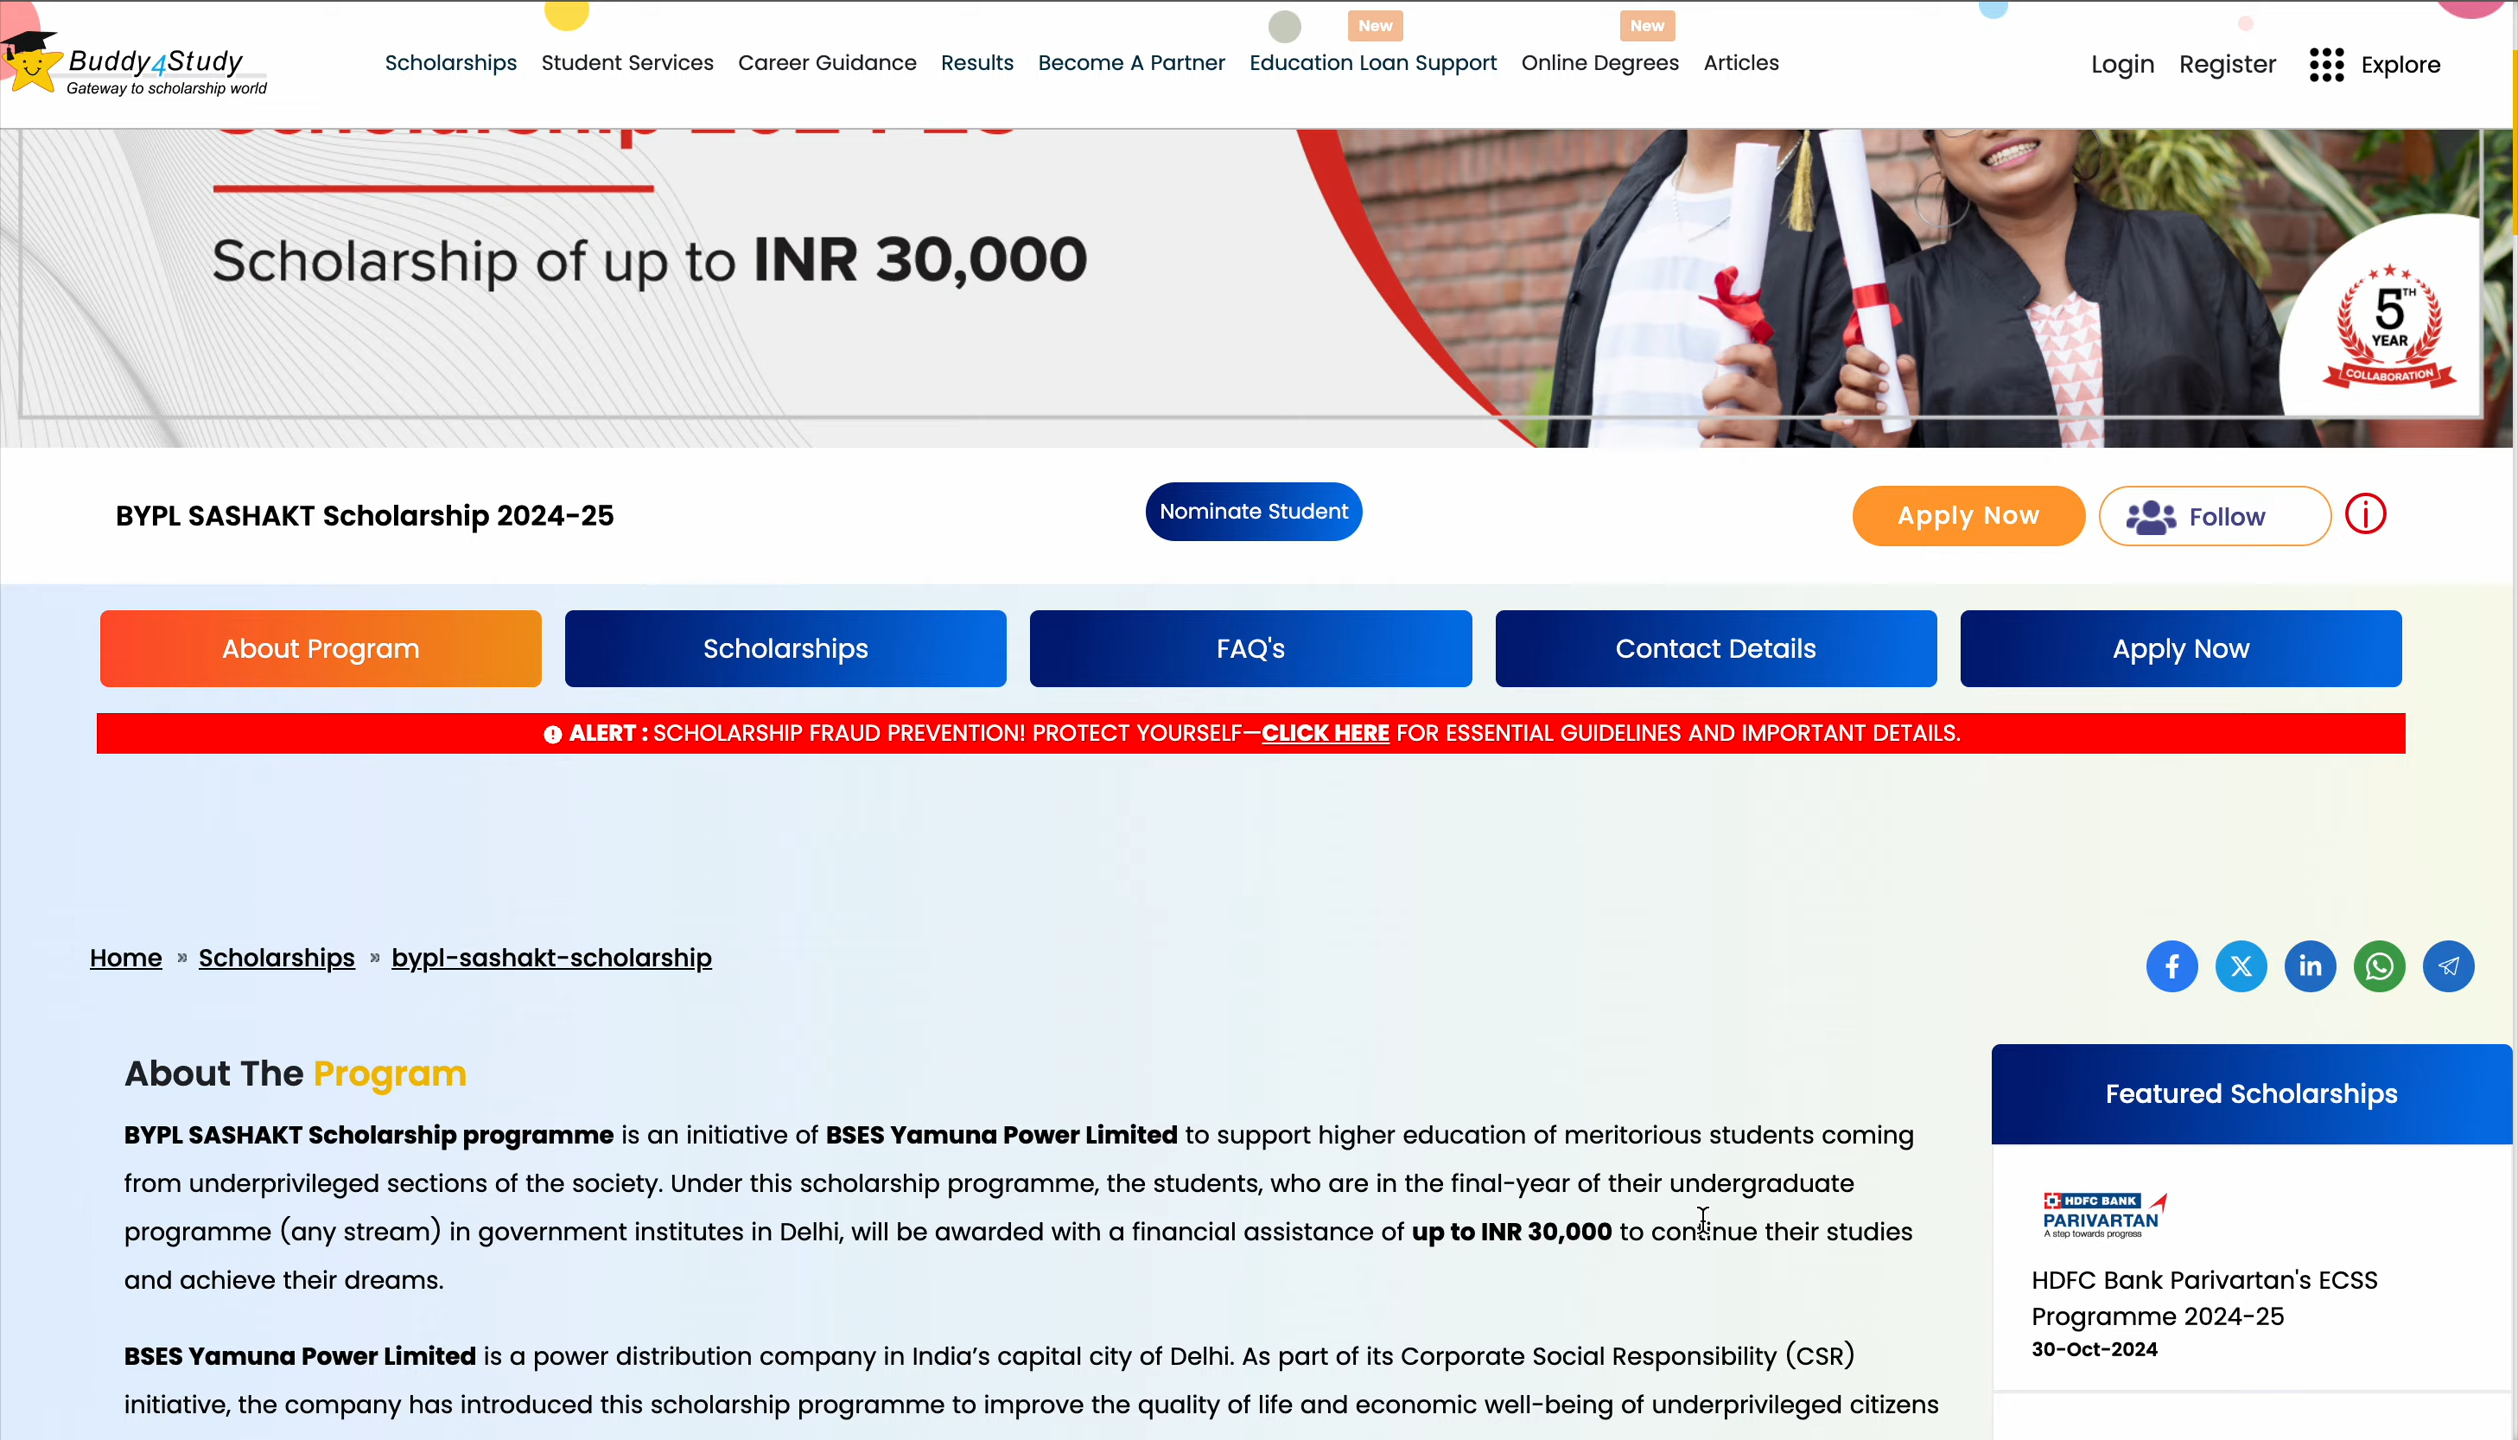 Buddy4Study
Gateway to scholarship world
Scholarships
Student Services
Career Guidance
Results
Become A Partner
New
Education Loan Support
New
Online Degrees
Articles
Login
Register
Explore
Scholarship of up to INR 30,000
5TH
YEAR
COLLABORATION
BYPL SASHAKT Scholarship 2024-25
Nominate Student
Apply Now
Follow
About Program
Scholarships
FAQ's
Contact Details
Apply Now
ALERT : SCHOLARSHIP FRAUD PREVENTION! PROTECT YOURSELF—CLICK HERE FOR ESSENTIAL GUIDELINES AND IMPORTANT DETAILS.
Home » Scholarships » bypl-sashakt-scholarship
About The Program
BYPL SASHAKT Scholarship programme is an initiative of BSES Yamuna Power Limited to support higher education of meritorious students coming
from underprivileged sections of the society. Under this scholarship programme, the students, who are in the final-year of their undergraduate
programme (any stream) in government institutes in Delhi, will be awarded with a financial assistance of up to INR 30,000 to continue their studies
and achieve their dreams.
BSES Yamuna Power Limited is a power distribution company in India’s capital city of Delhi. As part of its Corporate Social Responsibility (CSR)
initiative, the company has introduced this scholarship programme to improve the quality of life and economic well-being of underprivileged citizens
Featured Scholarships
HDFC BANK
PARIVARTAN
A step towards progress
HDFC Bank Parivartan's ECSS
Programme 2024-25
30-Oct-2024